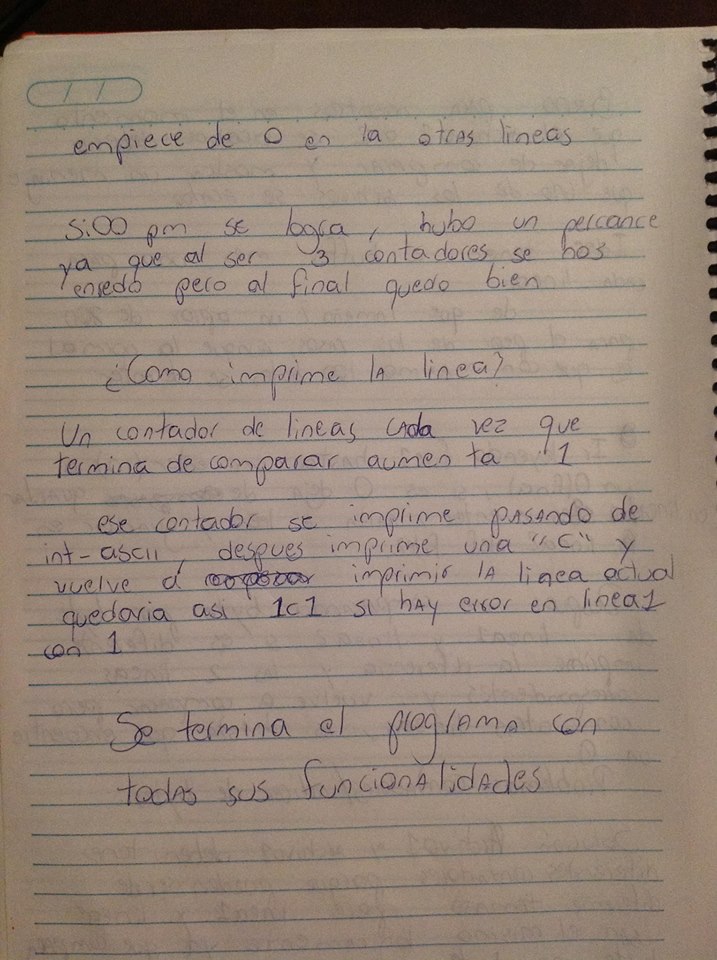 empiece de 0 en la otras lineas
5:00 pm se logra, hubo un percance
ya que al ser 3 contadores se nos
enredo pero al final quedo bien
¿Como imprime la linea?
Un contador de lineas cada vez que
termina de comparar aumenta 1
ese contador se imprime pasando de
int-ascii, despues imprime una "c" y
vuelve a imprimir la linea actual
quedaria asi 1c1 si hay error en linea1
con 1
Se termina el programa con
todas sus funcionalidades